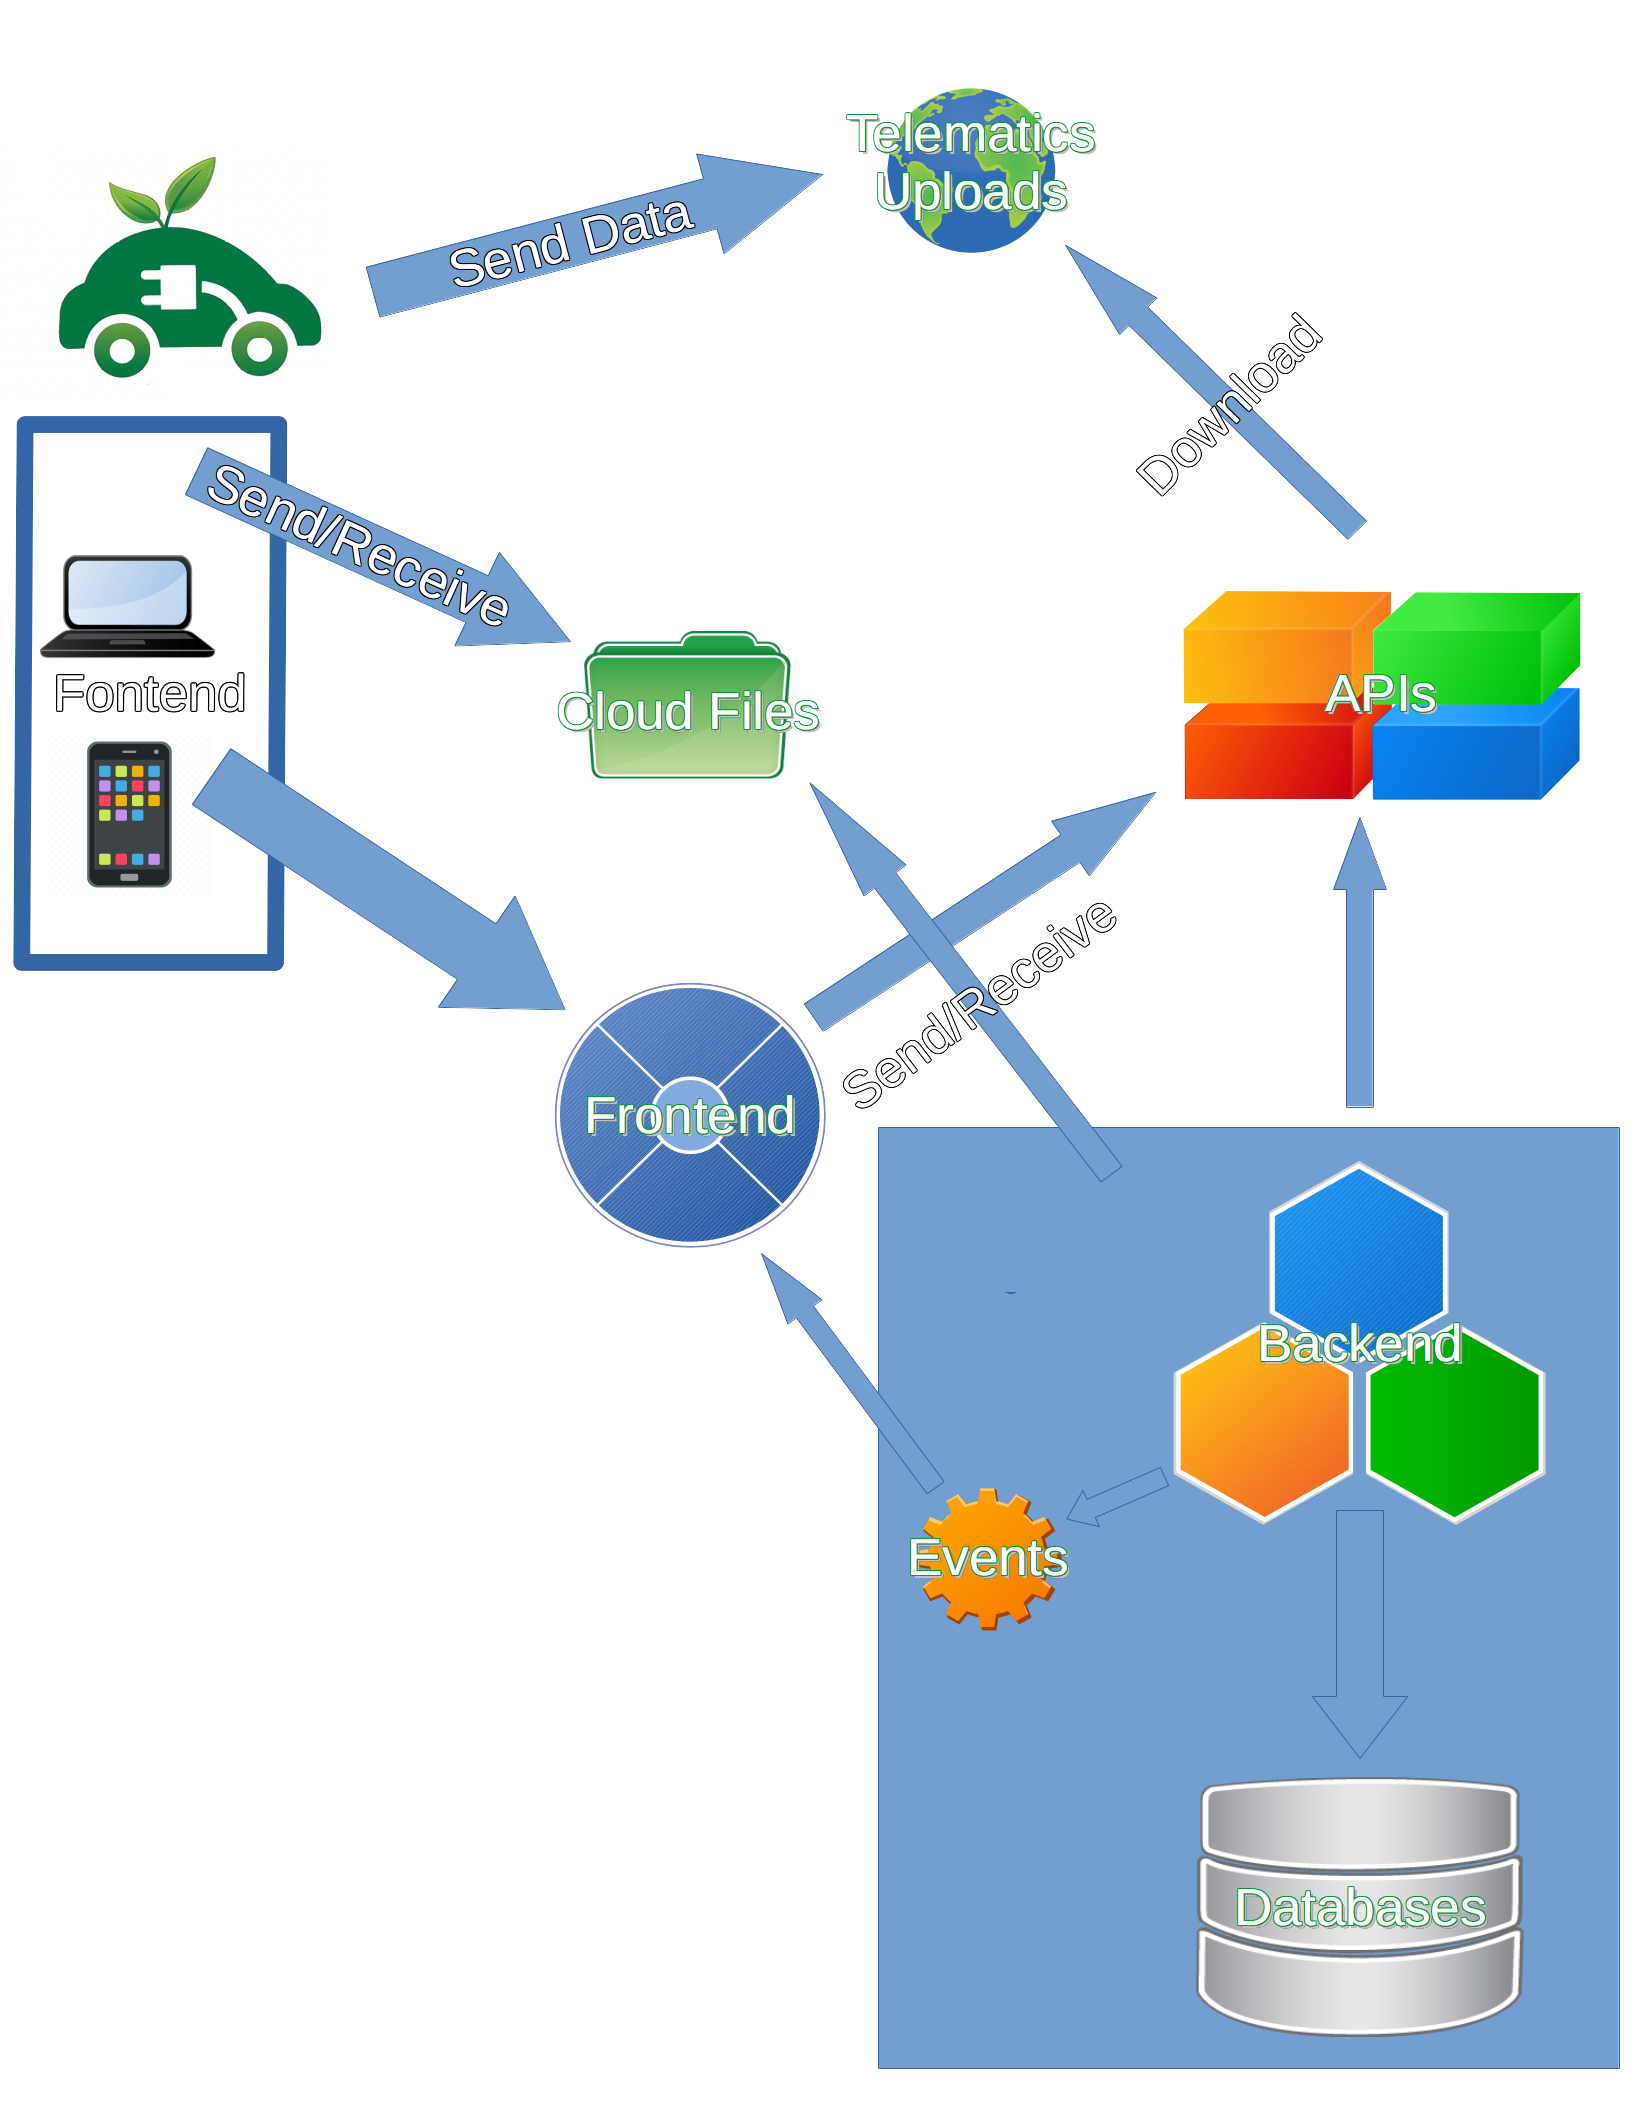 Telematics
Uploads
Send Data
Download
Send/Receive
Fontend
Cloud Files
APIs
Send/Receive
Frontend
Backend
Events
Databases